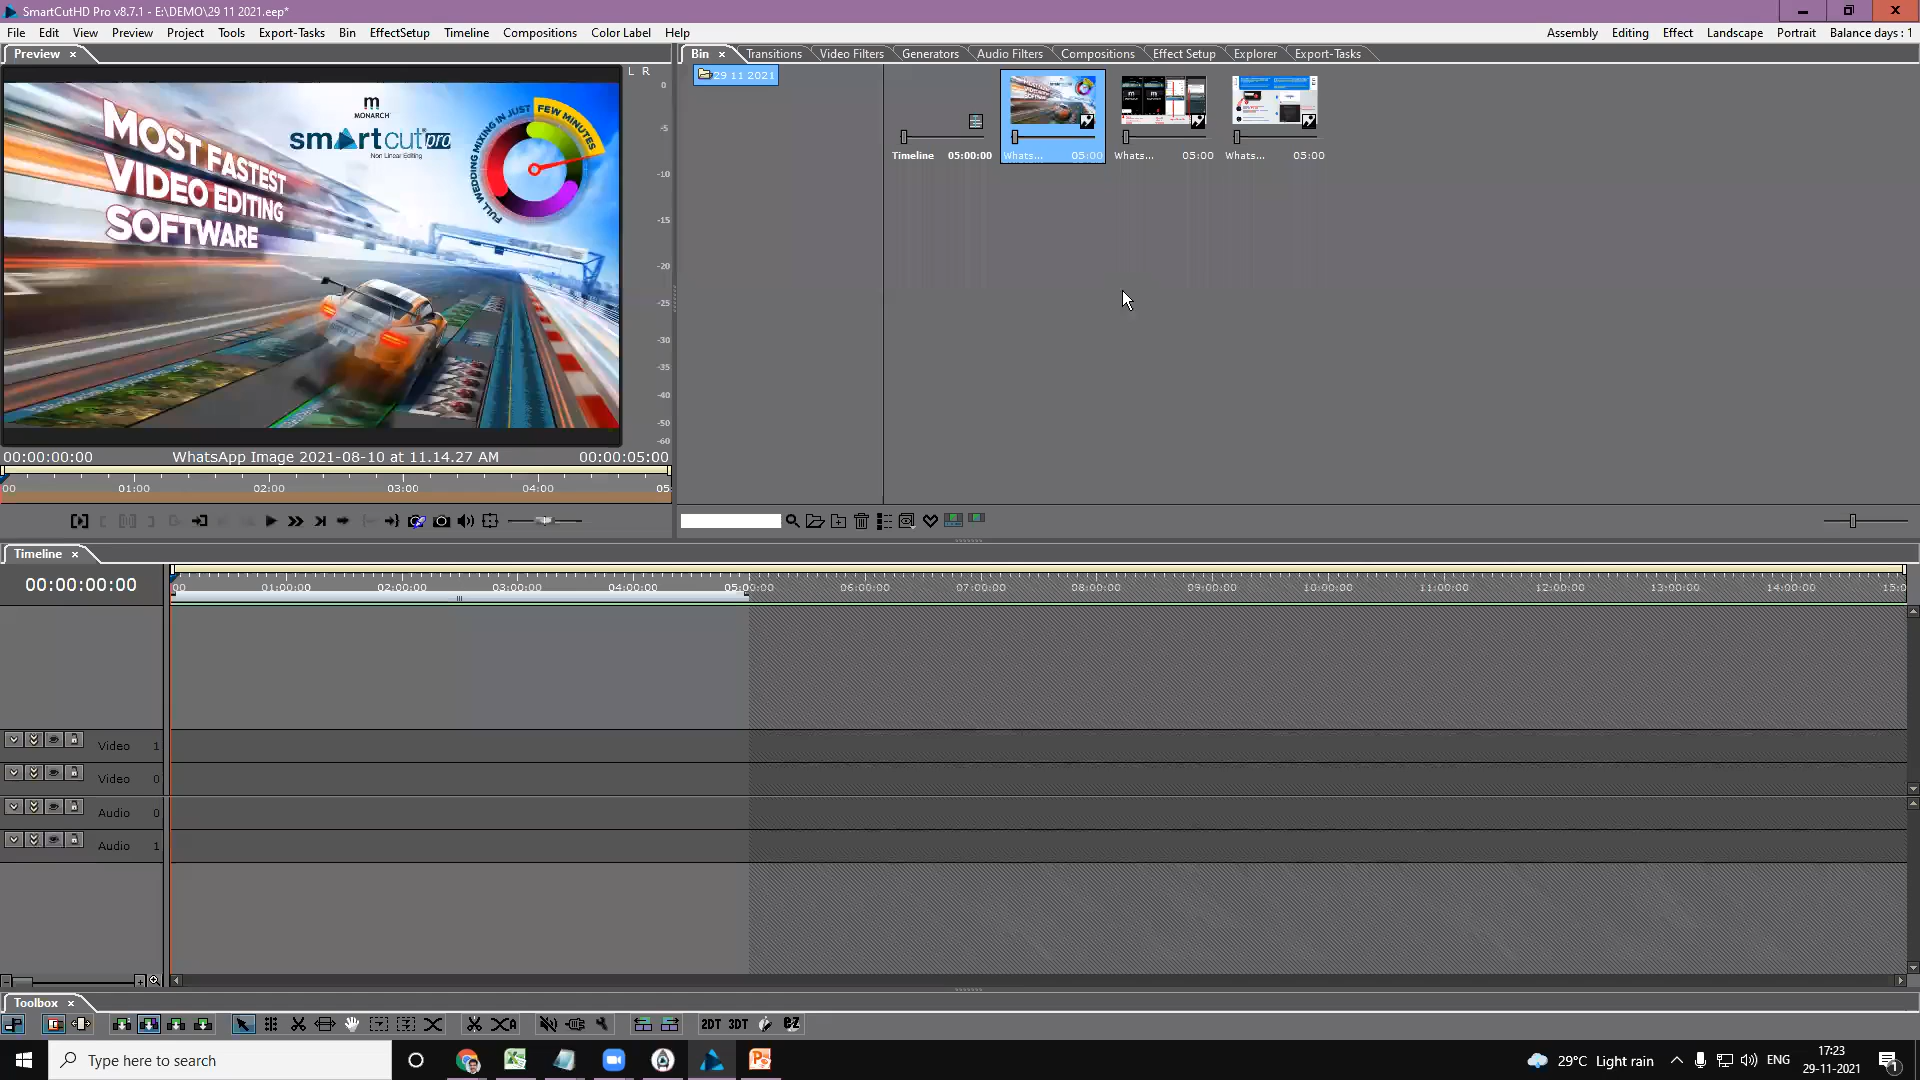 SmartCutHD Pro v8.7.1 - E:\DEMO\29 11 2021.eep*
File Edit View Preview Project Tools Export-Tasks Bin EffectSetup Timeline Compositions Color Label Help
Assembly Editing Effect Landscape Portrait Balance days : 1
Preview x
Bin x Transitions Video Filters Generators Audio Filters Compositions Effect Setup Explorer Export-Tasks
L R
29 11 2021
MOST FASTEST
VIDEO EDITING
SOFTWARE
m
MONARCH
smartcut pro
Non Linear Editing
FULL WEDDING MIXING IN JUST FEW MINUTES
0
-5
-10
-15
-20
-25
-30
-35
-40
-50
-60
Timeline 05:00:00
Whats... 05:00
Whats... 05:00
Whats... 05:00
00:00:00:00 WhatsApp Image 2021-08-10 at 11.14.27 AM 00:00:05:00
00 01:00 02:00 03:00 04:00 05:
Timeline x
00:00:00:00
00 01:00:00 02:00:00 03:00:00 04:00:00 05:00:00 06:00:00 07:00:00 08:00:00 09:00:00 10:00:00 11:00:00 12:00:00 13:00:00 14:00:00 15:0
Video 1
Video 0
Audio 0
Audio 1
Toolbox x
2DT 3DT eZ
Type here to search
29°C Light rain
ENG
17:23
29-11-2021
1